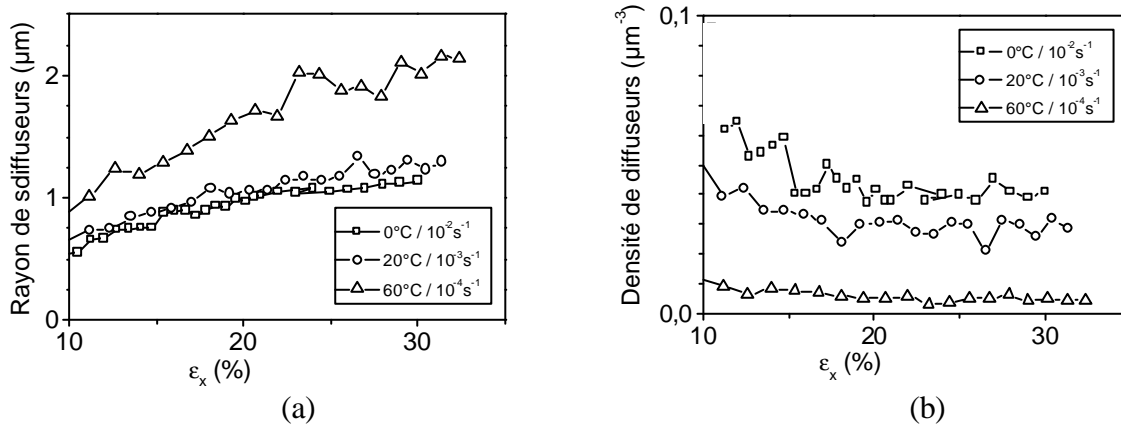 Rayon de sdiffuseurs (µm)
2
1
0
10
20
30
εx (%)
0°C / 10⁻²s⁻¹
20°C / 10⁻³s⁻¹
60°C / 10⁻⁴s⁻¹
(a)
Densité de diffuseurs (µm⁻³)
0,1
0,0
10
20
30
εx (%)
0°C / 10⁻²s⁻¹
20°C / 10⁻³s⁻¹
60°C / 10⁻⁴s⁻¹
(b)